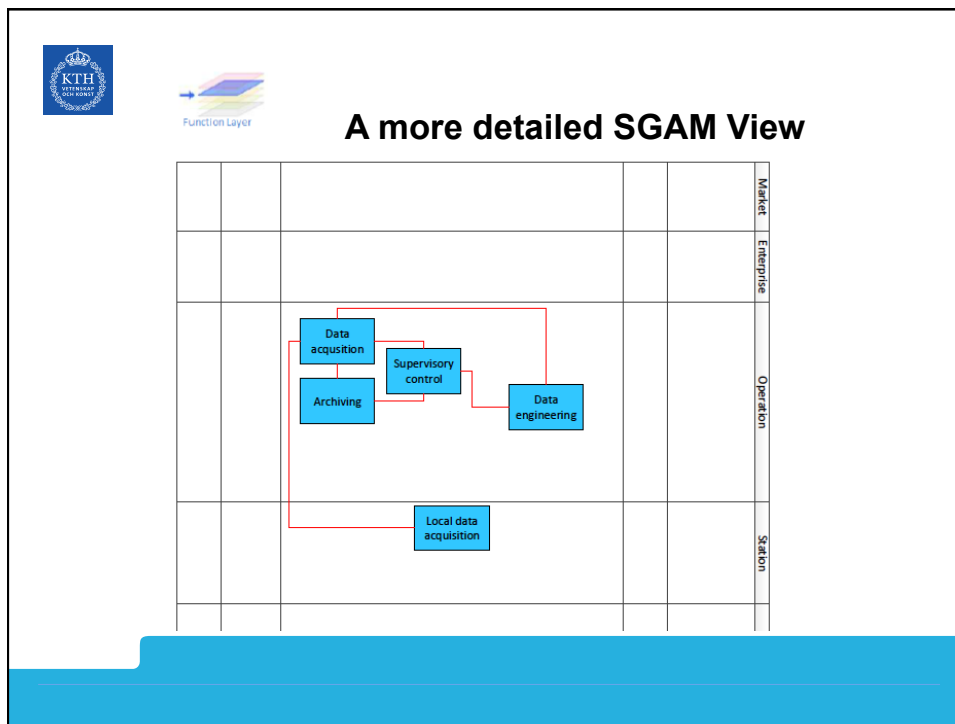 KTH
VETENSKAP
OCH KONST
Function Layer
A more detailed SGAM View
Market
Enterprise
Data
acqusition
Supervisory
control
Archiving
Data
engineering
Operation
Local data
acquisition
Station